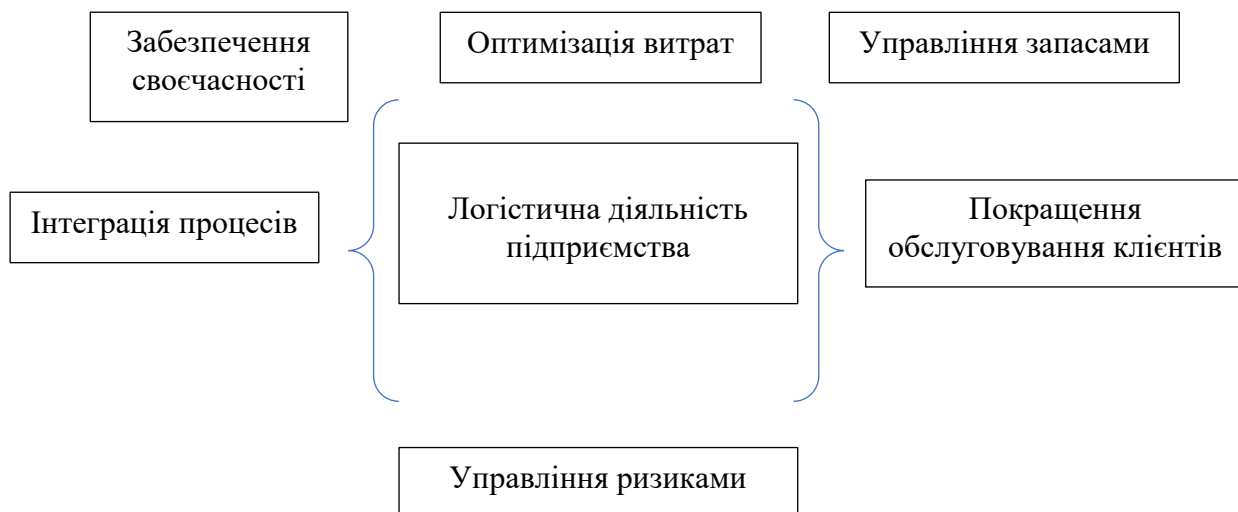 Забезпечення
своєчасності
Оптимізація витрат
Управління запасами
Інтеграція процесів
Логістична діяльність
підприємства
Покращення
обслуговування клієнтів
Управління ризиками